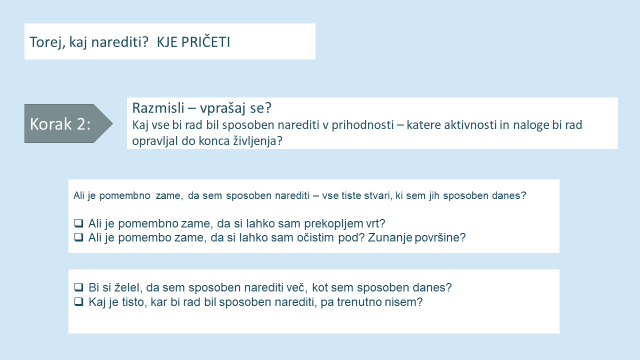 Torej, kaj narediti? KJE PRIČETI
Korak 2:
Razmisli – vprašaj se?
Kaj vse bi rad bil sposoben narediti v prihodnosti – katere aktivnosti in naloge bi rad
opravljal do konca življenja?
Ali je pomembno zame, da sem sposoben narediti – vse tiste stvari, ki sem jih sposoben danes?
❑ Ali je pomembno zame, da si lahko sam prekopljem vrt?
❑ Ali je pomembo zame, da si lahko sam očistim pod? Zunanje površine?
❑ Bi si želel, da sem sposoben narediti več, kot sem sposoben danes?
❑ Kaj je tisto, kar bi rad bil sposoben narediti, pa trenutno nisem?